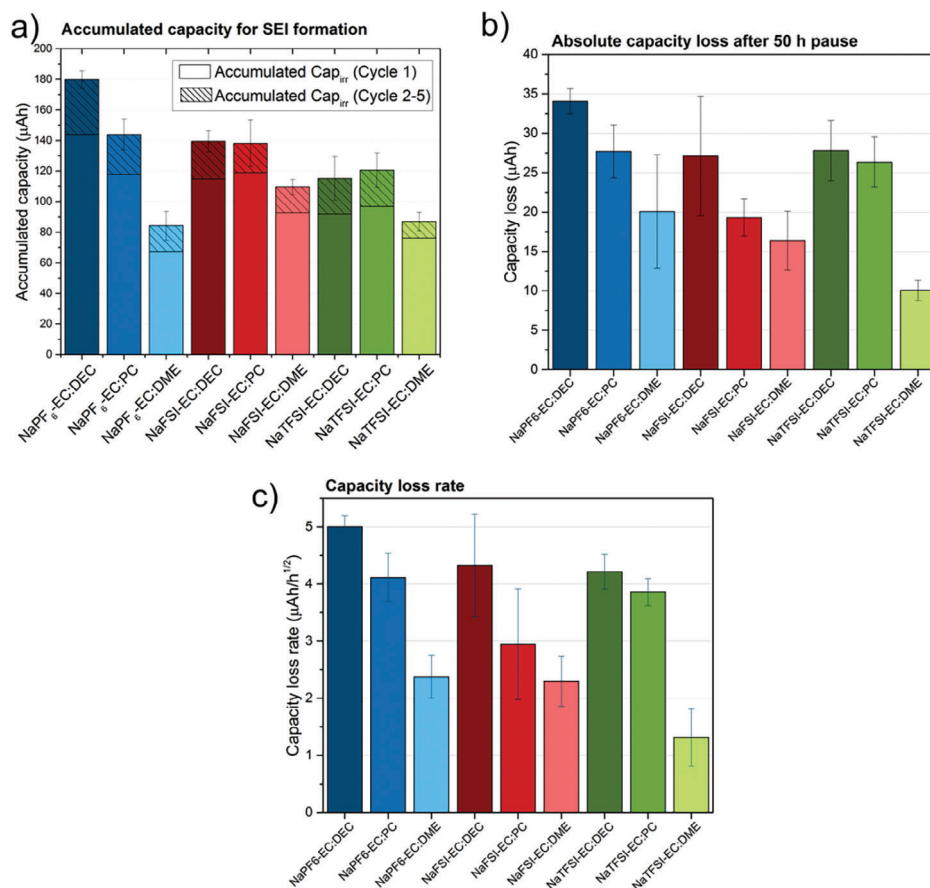 a)
Accumulated capacity for SEI formation
Accumulated Cap_irr (Cycle 1)
Accumulated Cap_irr (Cycle 2-5)
Accumulated capacity (µAh)
200
180
160
140
120
100
80
60
40
20
0
NaPF₆-EC:DEC
NaPF₆-EC:PC
NaPF₆-EC:DME
NaFSI-EC:DEC
NaFSI-EC:PC
NaFSI-EC:DME
NaTFSI-EC:DEC
NaTFSI-EC:PC
NaTFSI-EC:DME
b)
Absolute capacity loss after 50 h pause
Capacity loss (µAh)
40
35
30
25
20
15
10
5
0
NaPF6-EC:DEC
NaPF6-EC:PC
NaPF6-EC:DME
NaFSI-EC:DEC
NaFSI-EC:PC
NaFSI-EC:DME
NaTFSI-EC:DEC
NaTFSI-EC:PC
NaTFSI-EC:DME
c)
Capacity loss rate
Capacity loss rate (µAh/h^1/2)
5
4
3
2
1
0
NaPF6-EC:DEC
NaPF6-EC:PC
NaPF6-EC:DME
NaFSI-EC:DEC
NaFSI-EC:PC
NaFSI-EC:DME
NaTFSI-EC:DEC
NaTFSI-EC:PC
NaTFSI-EC:DME